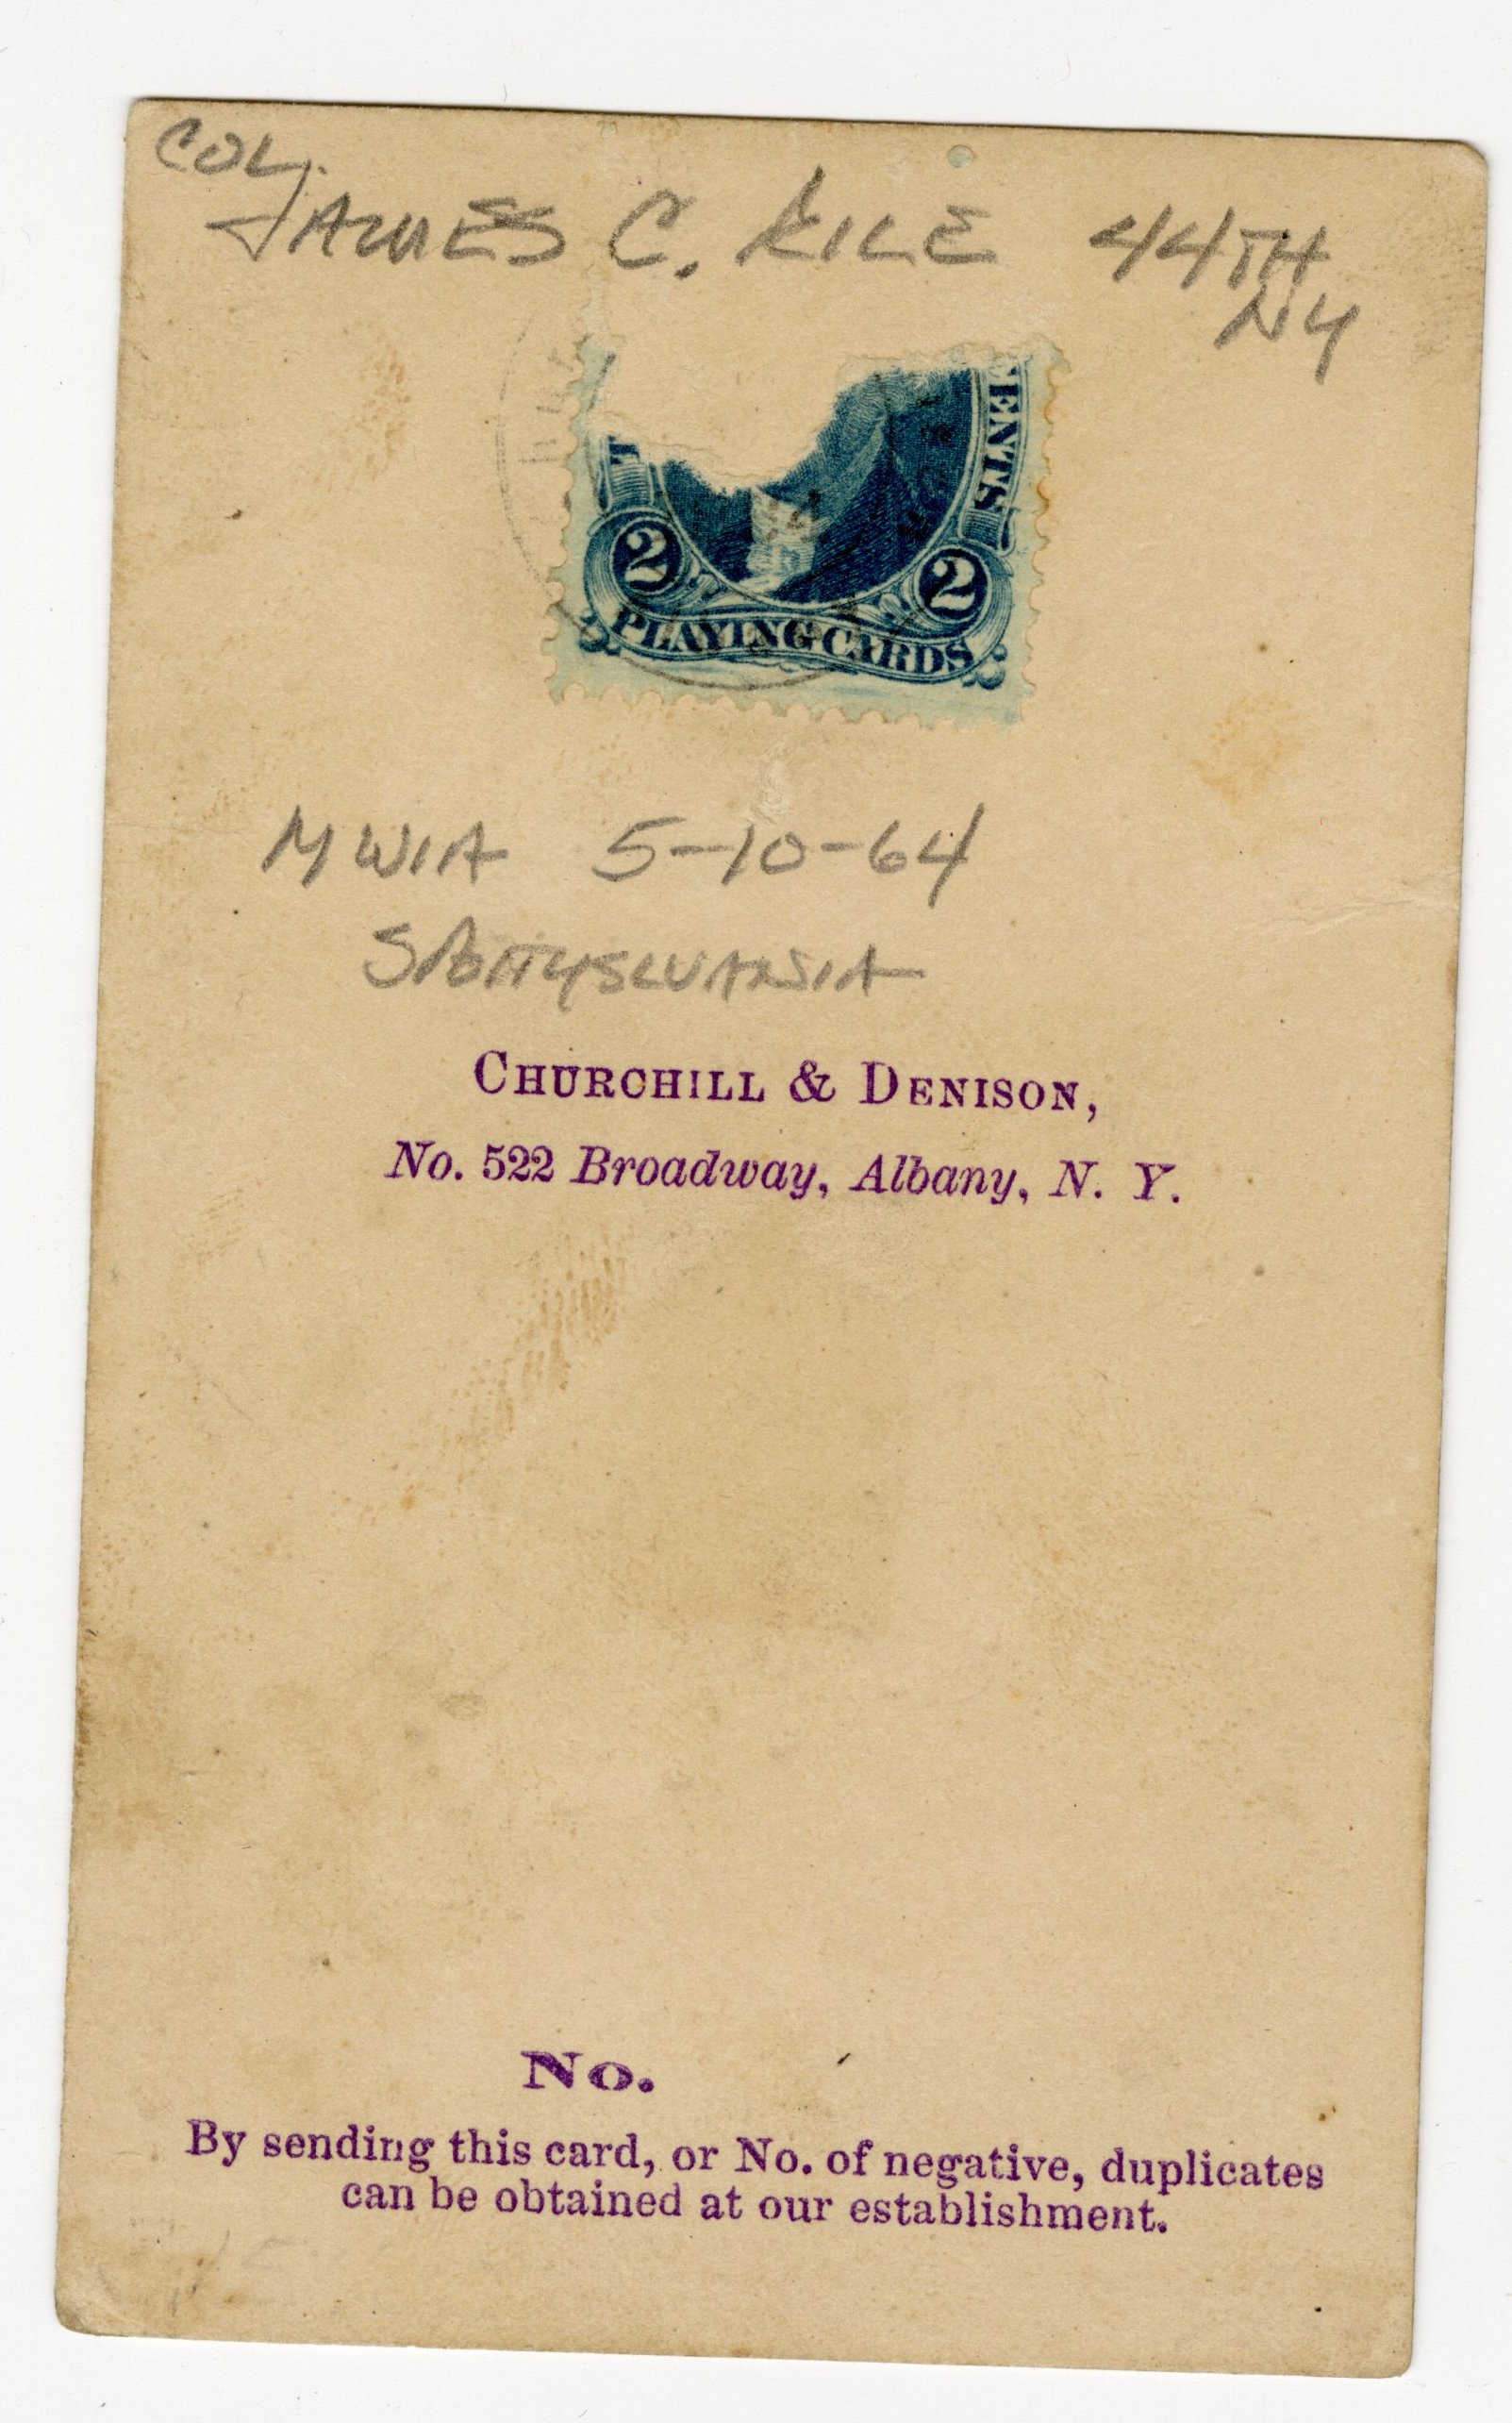 COL.
JAMES C. RICE 44TH
NY
CENTS
2 2
PLAYING CARDS
MWIA 5-10-64
SPOTTYSLVANIA
CHURCHILL & DENISON,
No. 522 Broadway, Albany, N. Y.
No.
By sending this card, or No. of negative, duplicates
can be obtained at our establishment.